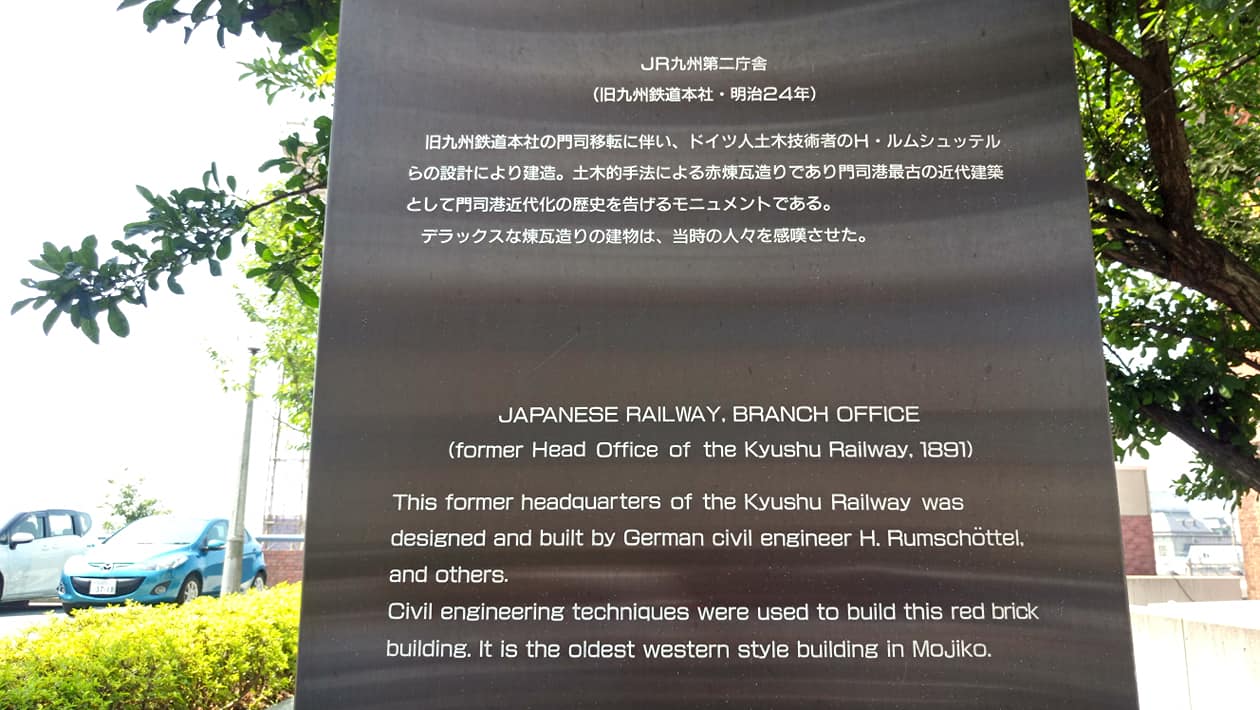 JR九州第二庁舎
(旧九州鉄道本社・明治24年)
旧九州鉄道本社の門司移転に伴い、ドイツ人土木技術者のH・ルムシュッテル
らの設計により建造。土木的手法による赤煉瓦造りであり門司港最古の近代建築
として門司港近代化の歴史を告げるモニュメントである。
デラックスな煉瓦造りの建物は、当時の人々を感嘆させた。
JAPANESE RAILWAY, BRANCH OFFICE
(former Head Office of the Kyushu Railway, 1891)
This former headquarters of the Kyushu Railway was
designed and built by German civil engineer H. Rumschöttel,
and others.
Civil engineering techniques were used to build this red brick
building. It is the oldest western style building in Mojiko.